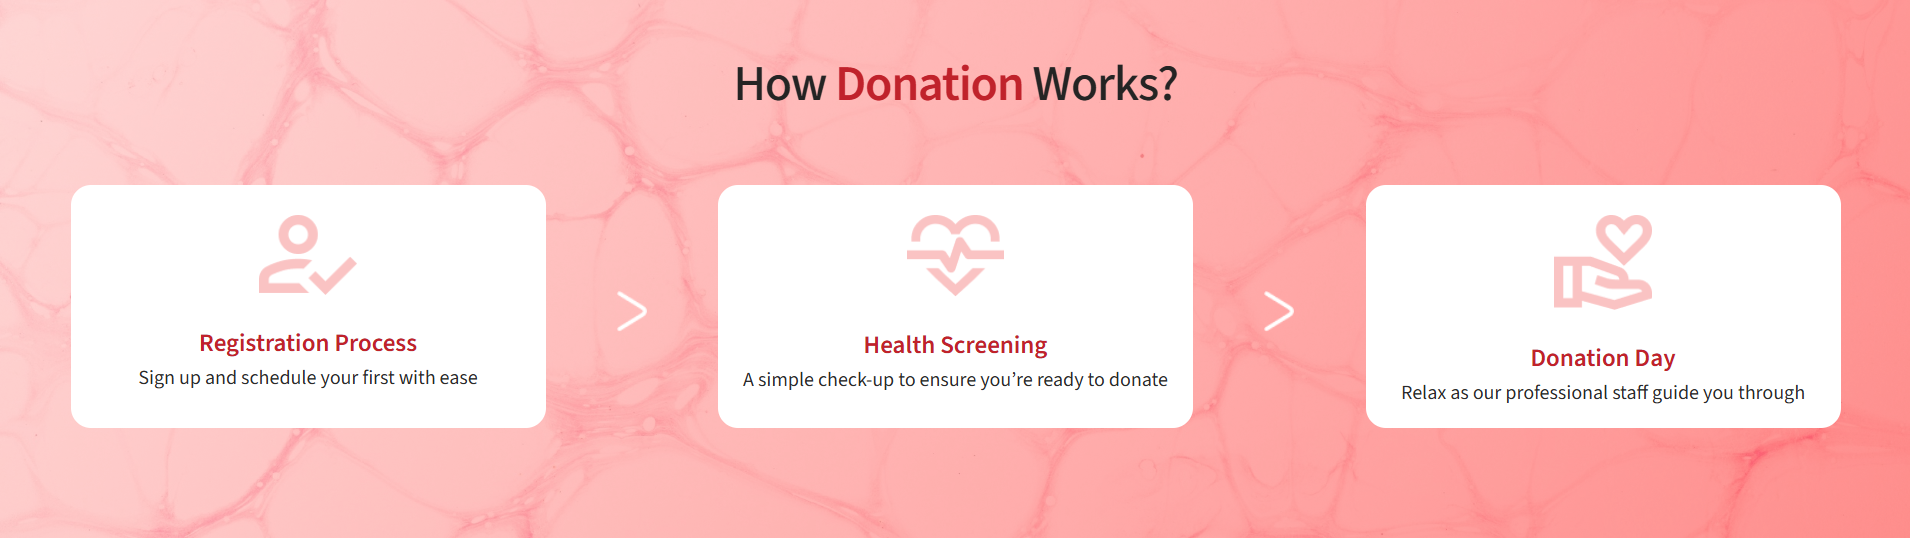 How Donation Works?
Registration Process
Sign up and schedule your first with ease
Health Screening
A simple check-up to ensure you’re ready to donate
Donation Day
Relax as our professional staff guide you through